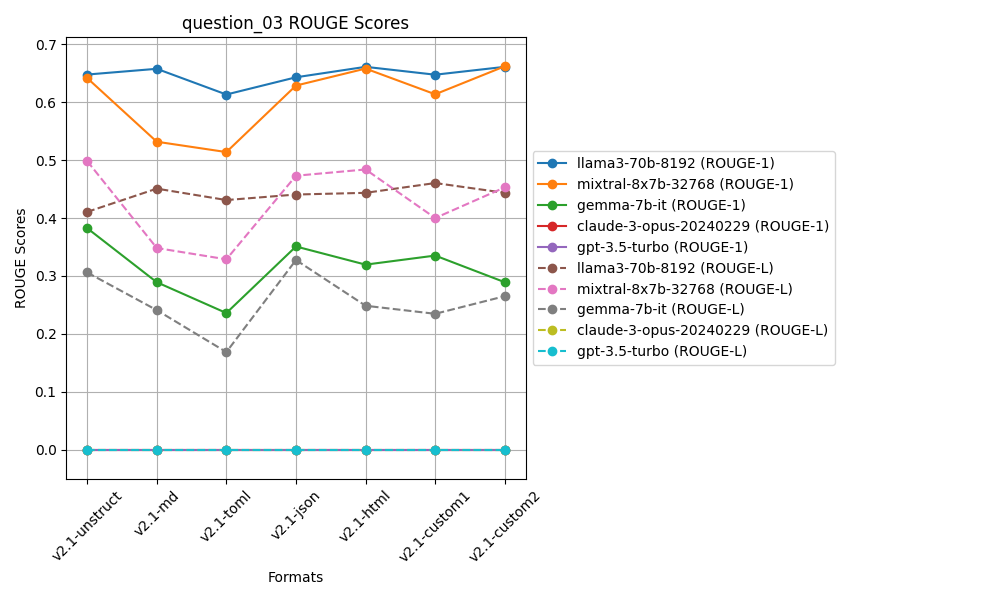 question_03 ROUGE Scores
ROUGE Scores
0.7
0.6
0.5
0.4
0.3
0.2
0.1
0.0
v2.1-unstruct
v2.1-md
v2.1-toml
v2.1-json
v2.1-html
v2.1-custom1
v2.1-custom2
Formats
llama3-70b-8192 (ROUGE-1)
mixtral-8x7b-32768 (ROUGE-1)
gemma-7b-it (ROUGE-1)
claude-3-opus-20240229 (ROUGE-1)
gpt-3.5-turbo (ROUGE-1)
llama3-70b-8192 (ROUGE-L)
mixtral-8x7b-32768 (ROUGE-L)
gemma-7b-it (ROUGE-L)
claude-3-opus-20240229 (ROUGE-L)
gpt-3.5-turbo (ROUGE-L)